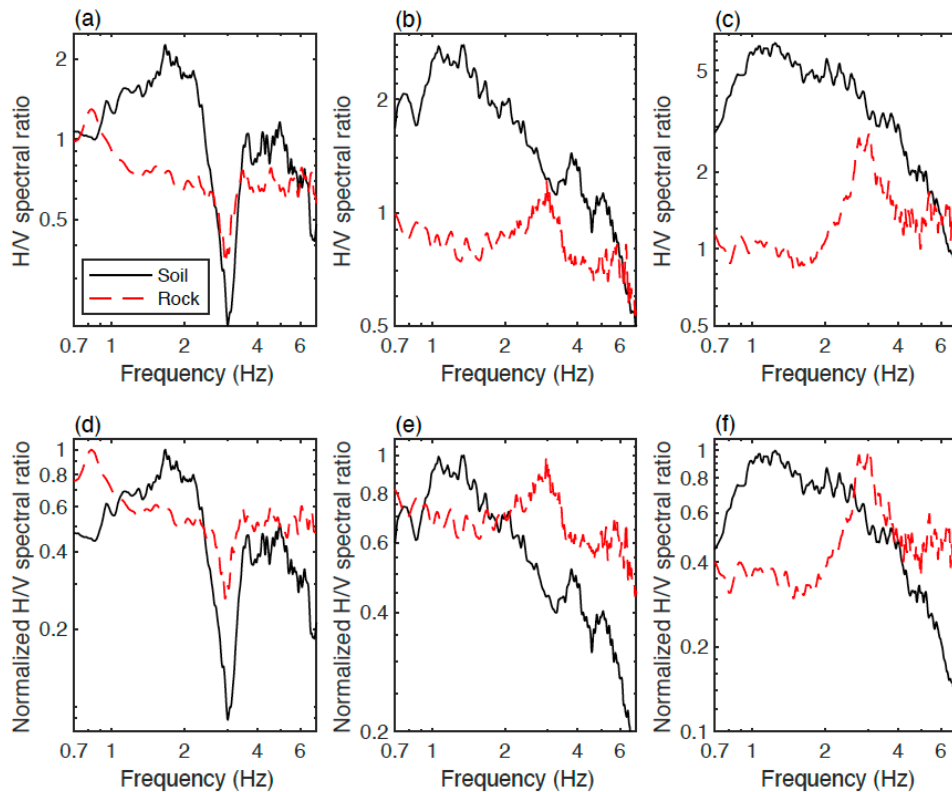 (a)
(b)
(c)
H/V spectral ratio
2
1
0.5
Soil
Rock
0.7 1 2 4 6
Frequency (Hz)
H/V spectral ratio
2
1
0.5
0.7 1 2 4 6
Frequency (Hz)
H/V spectral ratio
5
2
1
0.5
0.7 1 2 4 6
Frequency (Hz)
(d)
(e)
(f)
Normalized H/V spectral ratio
1
0.8
0.6
0.4
0.2
0.7 1 2 4 6
Frequency (Hz)
Normalized H/V spectral ratio
1
0.8
0.6
0.4
0.2
0.7 1 2 4 6
Frequency (Hz)
Normalized H/V spectral ratio
1
0.8
0.6
0.4
0.2
0.1
0.7 1 2 4 6
Frequency (Hz)